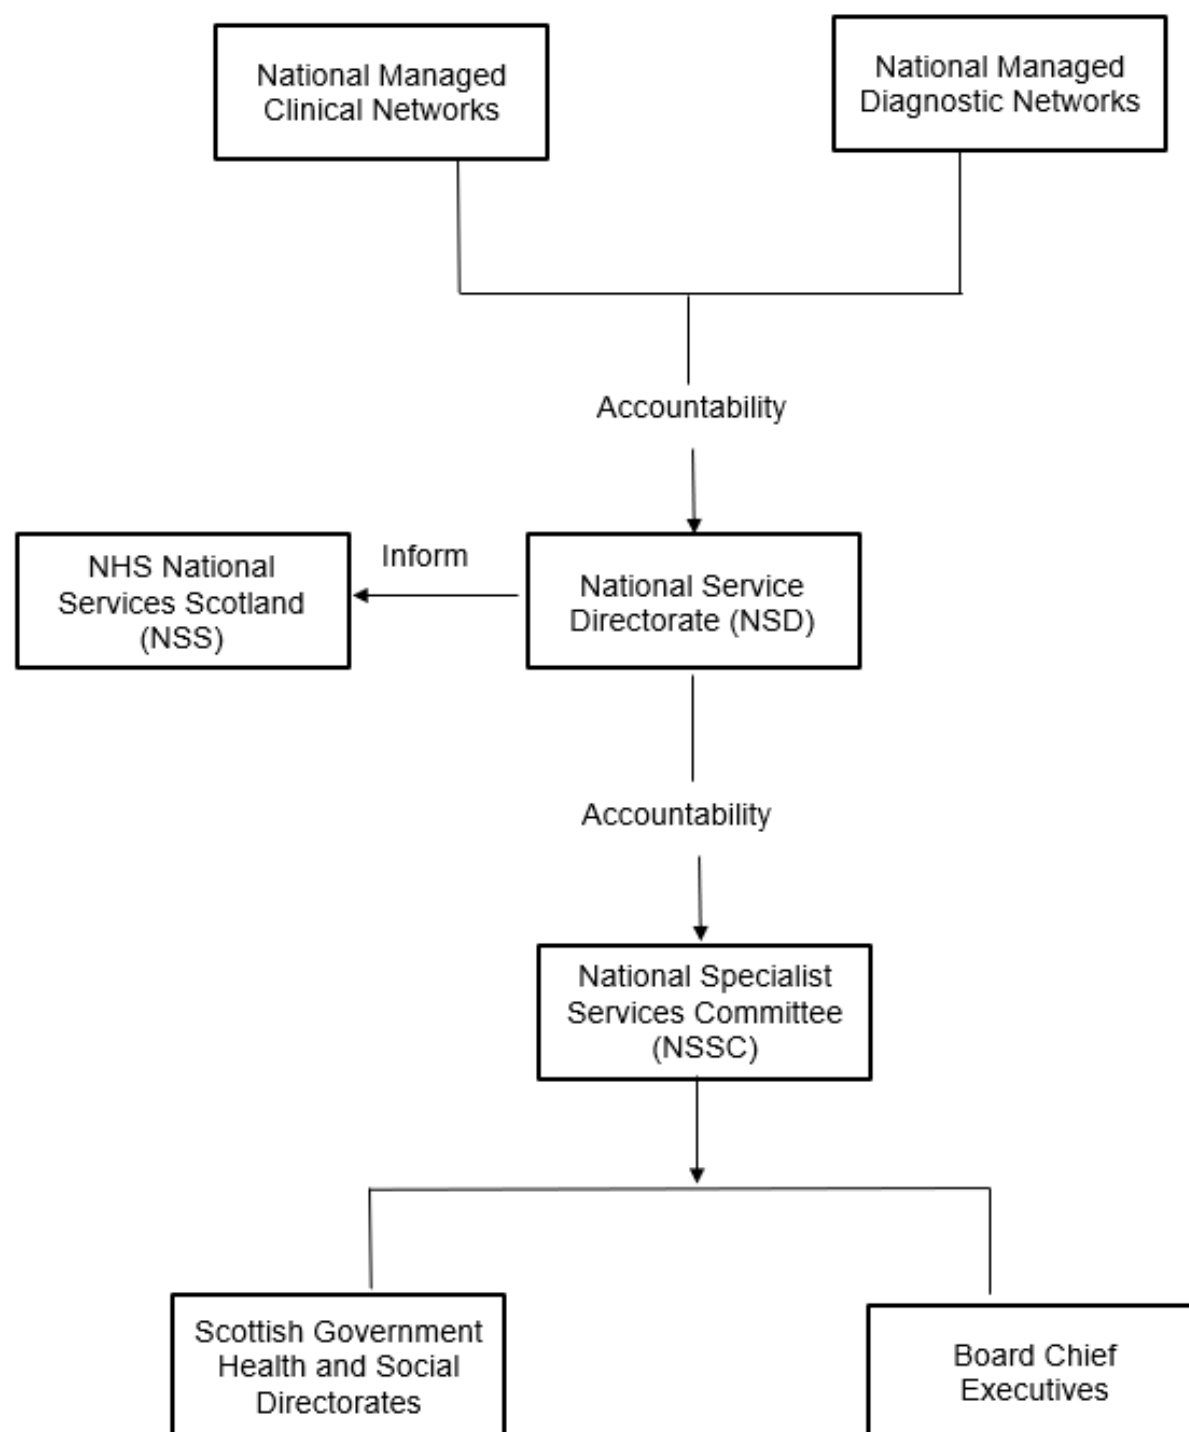 National Managed
Clinical Networks
National Managed
Diagnostic Networks
Accountability
NHS National
Services Scotland
(NSS)
Inform
National Service
Directorate (NSD)
Accountability
National Specialist
Services Committee
(NSSC)
Scottish Government
Health and Social
Directorates
Board Chief
Executives